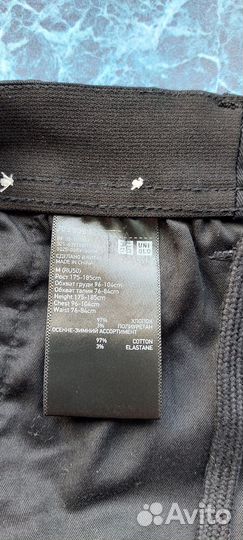 UNI
QLO
СДЕЛАНО В КИТАЕ
MADE IN CHINA
M (RU50)
Рост 175-185cm
Обхват груди 96-104cm
Обхват талии 76-84cm
Height 175-185cm
Chest 96-104cm
Waist 76-84cm
97% ХЛОПОК
3% ПОЛИУРЕТАН
ОСЕННЕ-ЗИМНИЙ АССОРТИМЕНТ
97% COTTON
3% ELASTANE
Avito